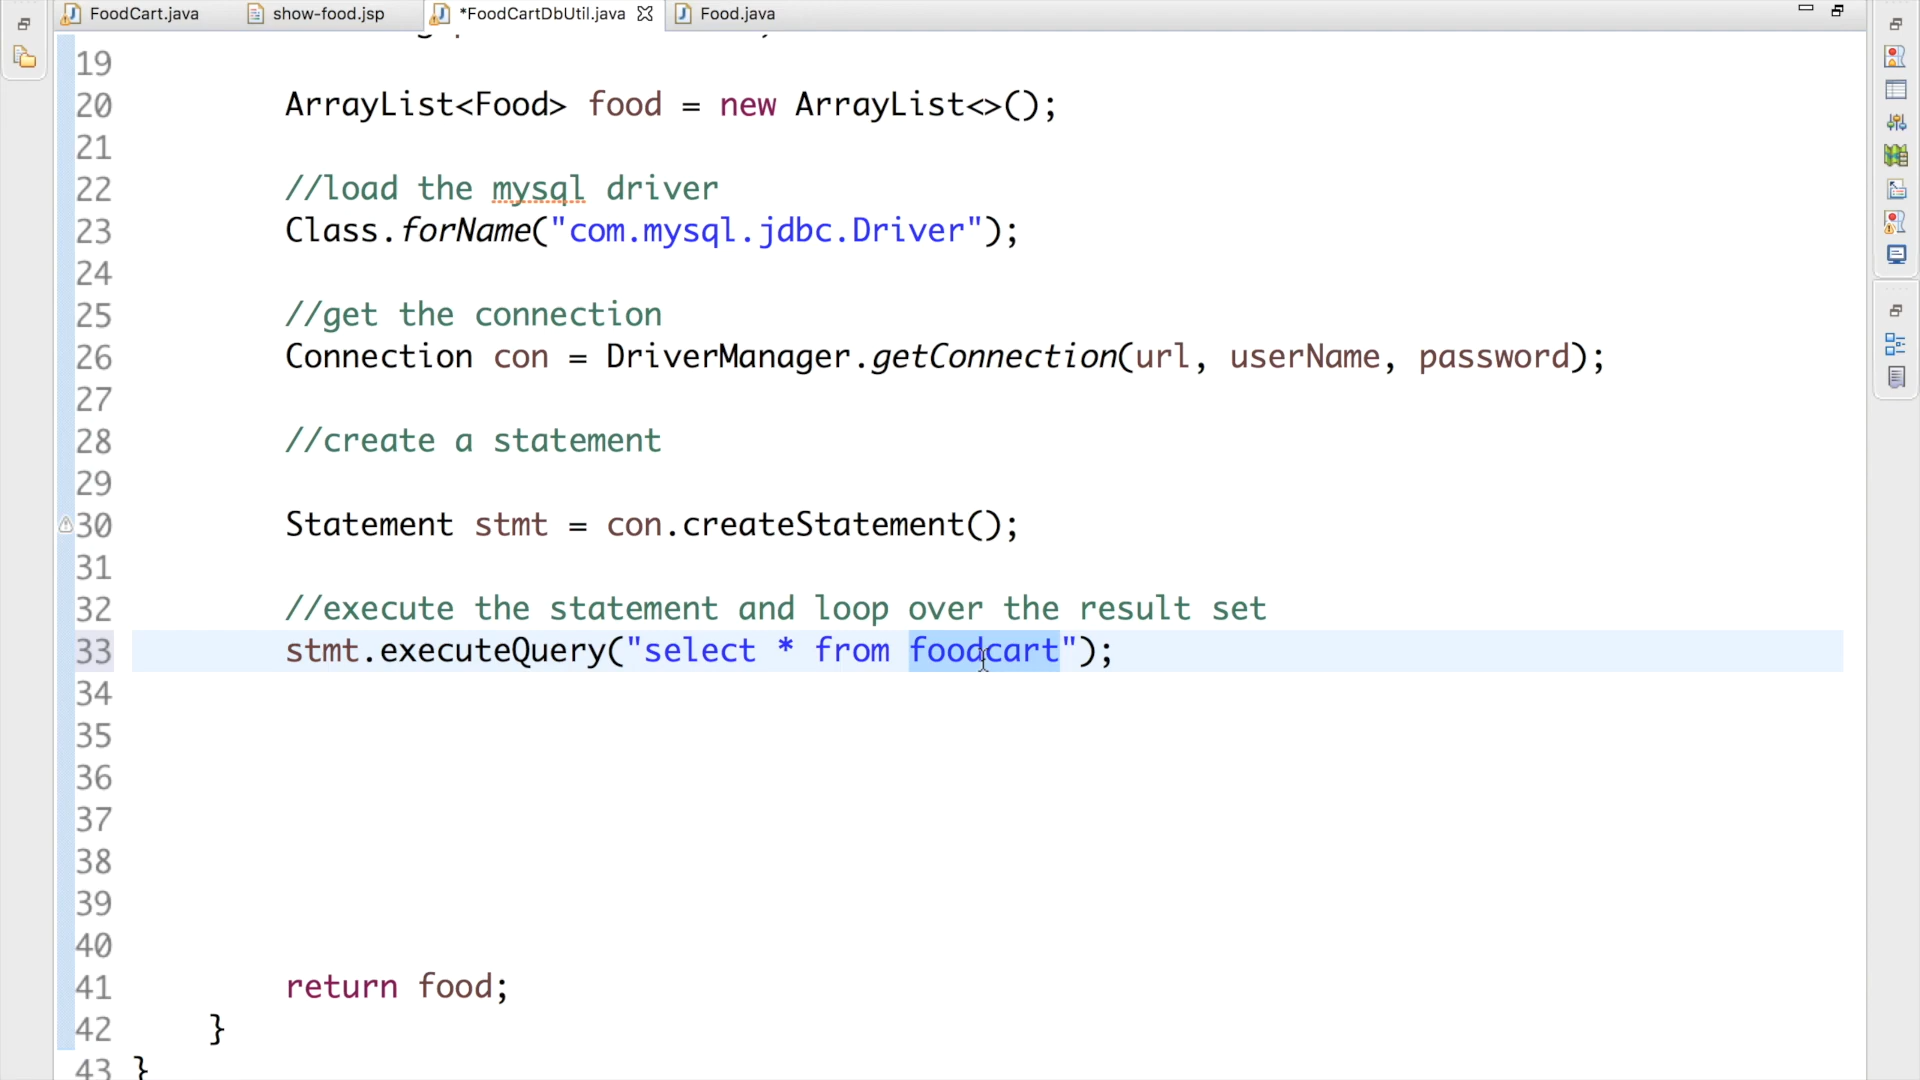 FoodCart.java show-food.jsp *FoodCartDbUtil.java Food.java
19
20 ArrayList<Food> food = new ArrayList<>();
21
22 //load the mysql driver
23 Class.forName("com.mysql.jdbc.Driver");
24
25 //get the connection
26 Connection con = DriverManager.getConnection(url, userName, password);
27
28 //create a statement
29
30 Statement stmt = con.createStatement();
31
32 //execute the statement and loop over the result set
33 stmt.executeQuery("select * from foodcart");
34
35
36
37
38
39
40
41 return food;
42 }
43 }